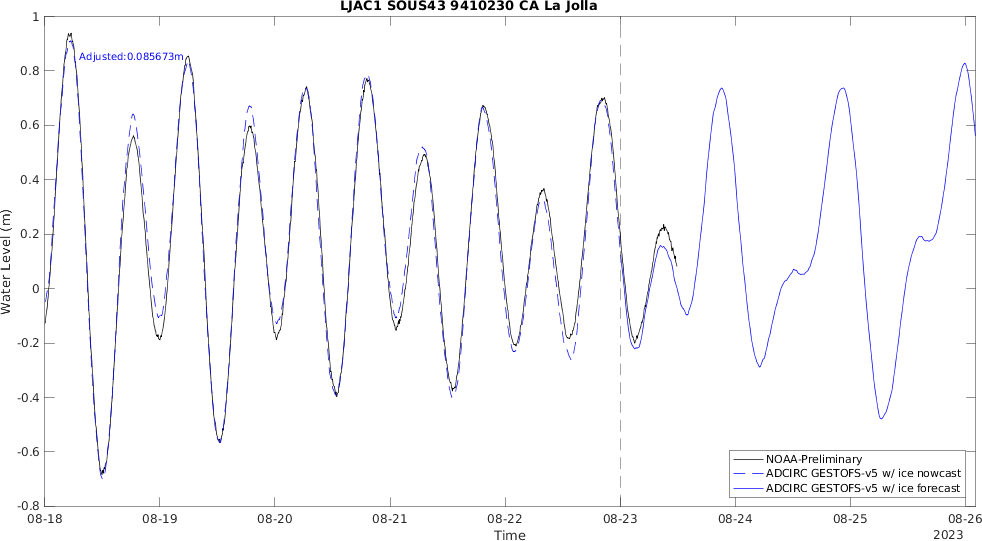 LJAC1 SOUS43 9410230 CA La Jolla
1
Adjusted:0.085673m
0.8
0.6
0.4
0.2
0
-0.2
-0.4
-0.6
-0.8
Water Level (m)
NOAA-Preliminary
ADCIRC GESTOFS-v5 w/ ice nowcast
ADCIRC GESTOFS-v5 w/ ice forecast
08-18 08-19 08-20 08-21 08-22 08-23 08-24 08-25 08-26
Time
2023